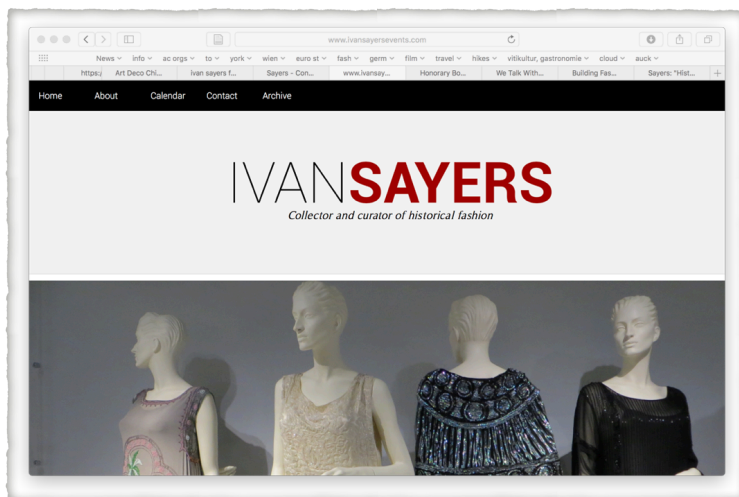 www.ivansayersevents.com
News info ac orgs to york wien euro st fash germ film travel hikes vitikultur, gastronomie cloud auck
https:/ Art Deco Chi... ivan sayers f... Sayers - Con... www.ivansay... Honorary Bo... We Talk With... Building Fas... Sayers: "Hist... +
Home About Calendar Contact Archive
IVANSAYERS
Collector and curator of historical fashion